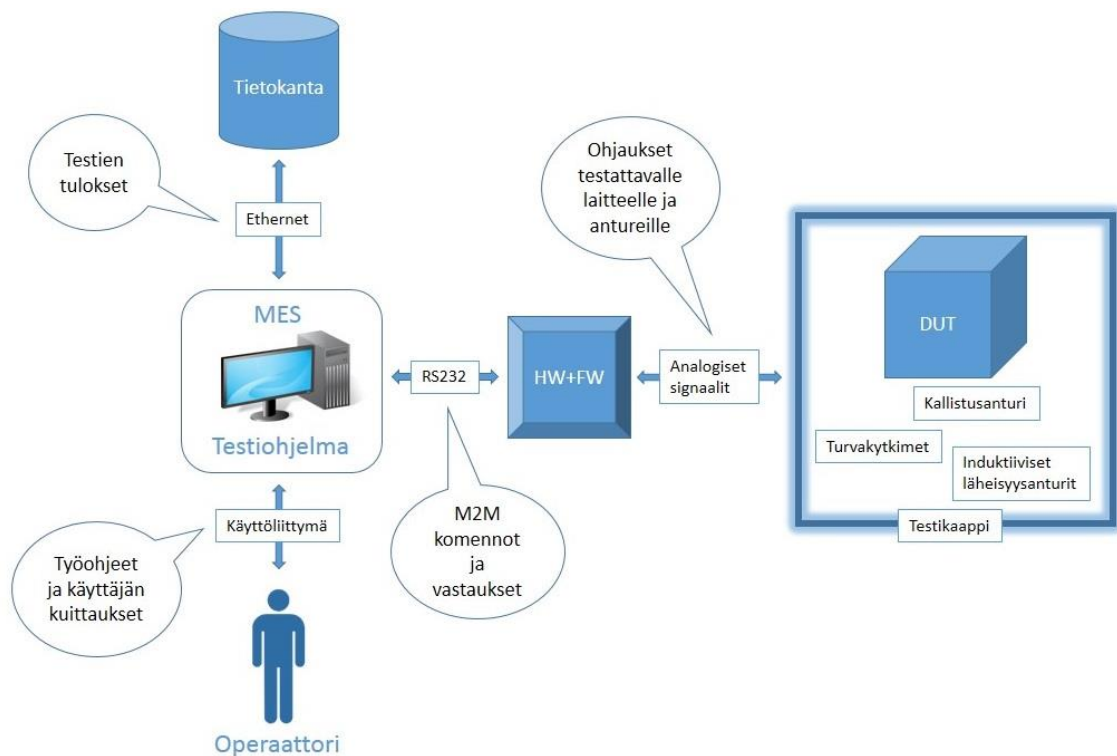 Tietokanta
Testien
tulokset
Ethernet
Ohjaukset
testattavalle
laitteelle ja
antureille
MES
Testiohjelma
RS232
HW+FW
Analogiset
signaalit
DUT
Kallistusanturi
Turvakytkimet
Induktiiviset
läheisyysanturit
Testikaappi
Käyttöliittymä
M2M
komennot
ja
vastaukset
Työohjeet
ja käyttäjän
kuittaukset
Operaattori